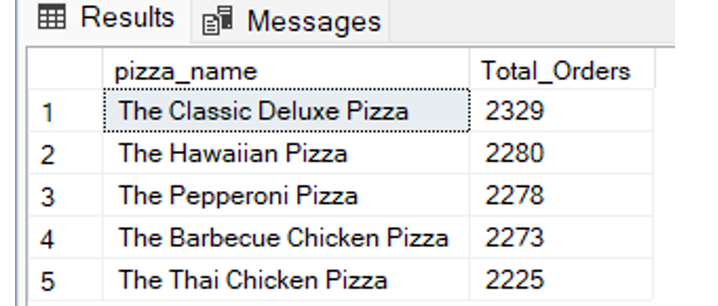 Results Messages
pizza_name Total_Orders
1 The Classic Deluxe Pizza 2329
2 The Hawaiian Pizza 2280
3 The Pepperoni Pizza 2278
4 The Barbecue Chicken Pizza 2273
5 The Thai Chicken Pizza 2225